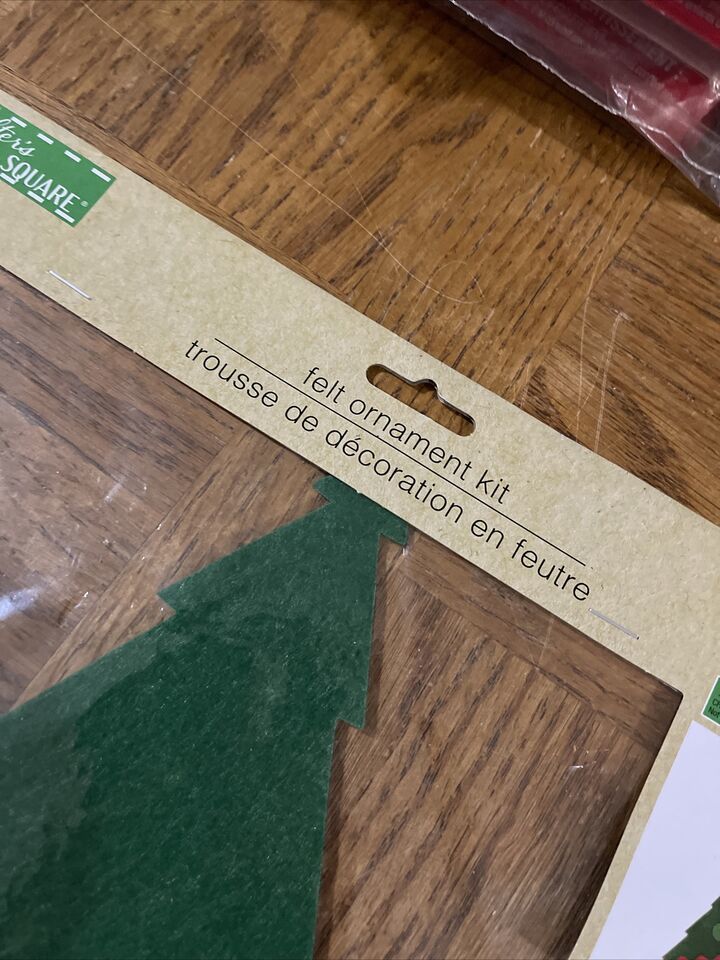 SQUARE®
felt ornament kit
trousse de décoration en feutre